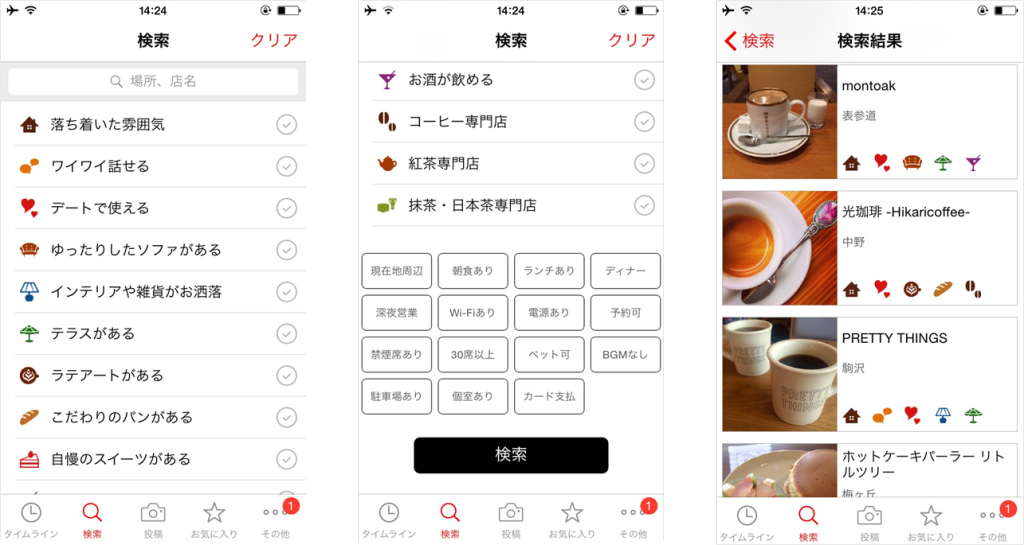 14:24
検索
クリア
場所、店名
落ち着いた雰囲気
ワイワイ話せる
デートで使える
ゆったりしたソファがある
インテリアや雑貨がお洒落
テラスがある
ラテアートがある
こだわりのパンがある
自慢のスイーツがある
タイムライン
検索
投稿
お気に入り
1
その他
14:24
検索
クリア
お酒が飲める
コーヒー専門店
紅茶専門店
抹茶・日本茶専門店
現在地周辺
朝食あり
ランチあり
ディナー
深夜営業
Wi-Fiあり
電源あり
予約可
禁煙席あり
30席以上
ペット可
BGMなし
駐車場あり
個室あり
カード支払
検索
タイムライン
検索
投稿
お気に入り
1
その他
14:25
検索
検索結果
montoak
表参道
光珈琲 -Hikaricoffee-
中野
PRETTY THINGS
駒沢
PRETTY
THINGS
ホットケーキパーラー リト
ルツリー
梅ヶ丘
タイムライン
検索
投稿
お気に入り
1
その他